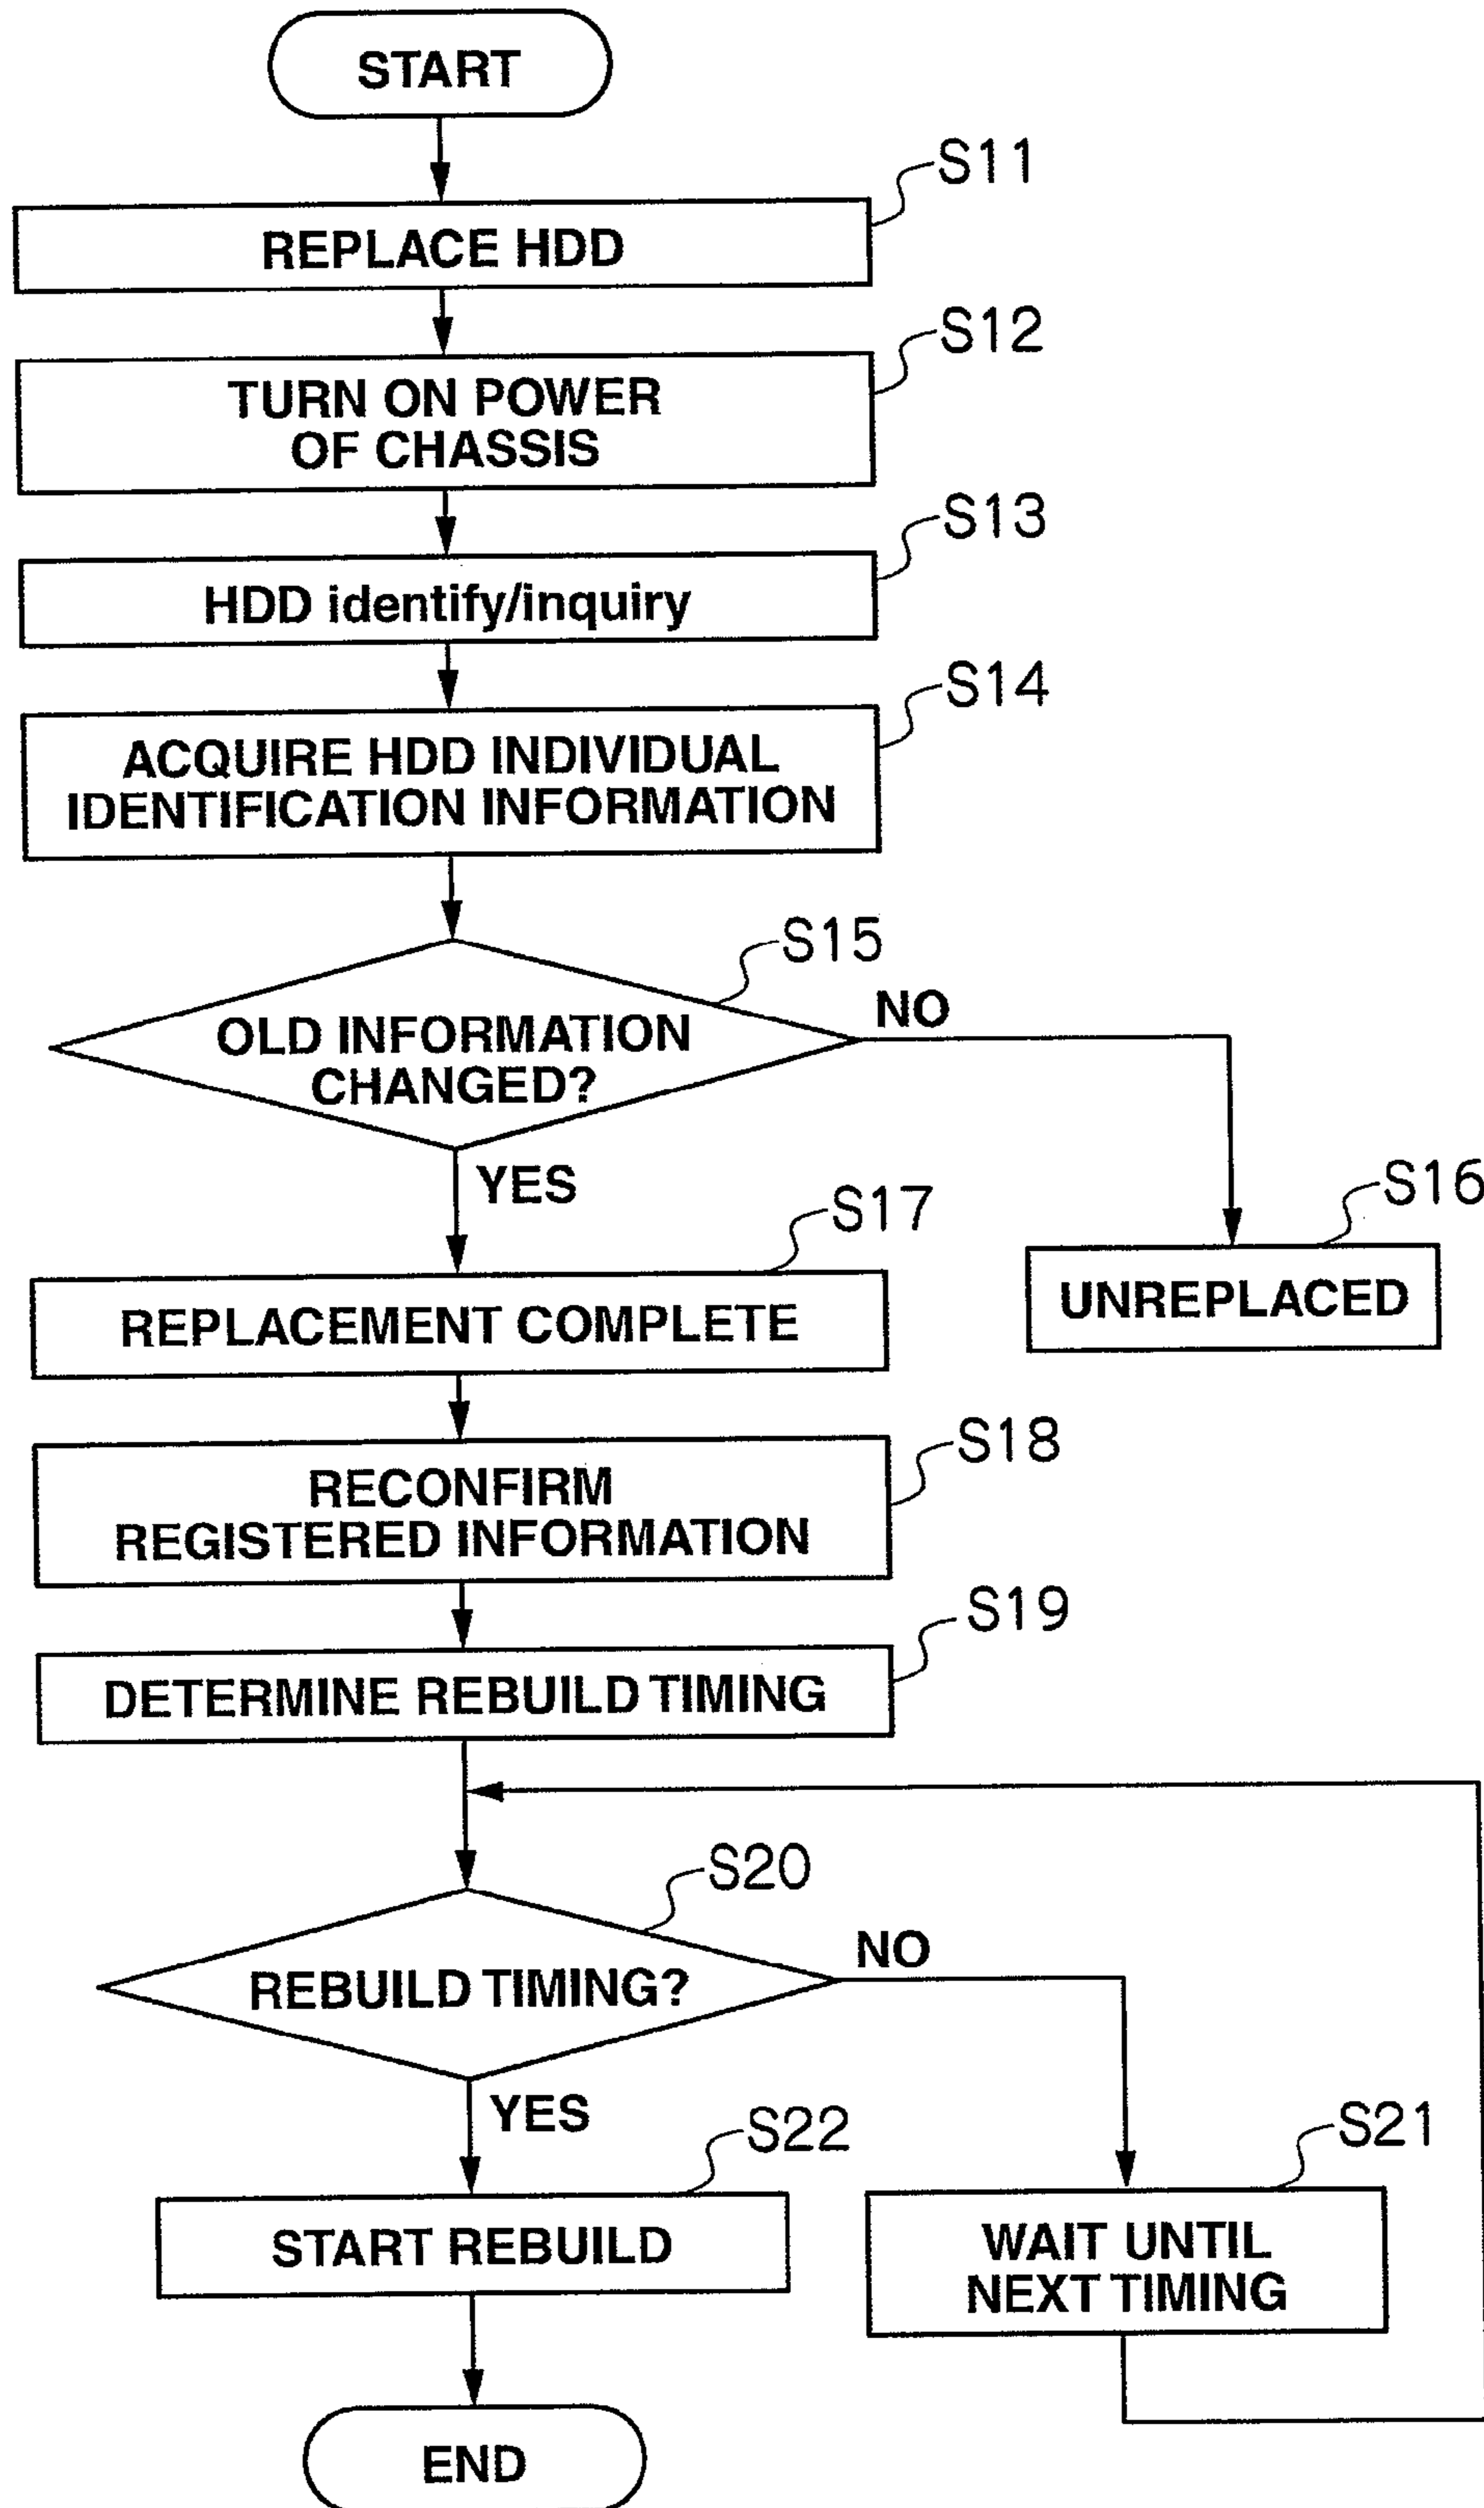 START
S11
REPLACE HDD
S12
TURN ON POWER
OF CHASSIS
S13
HDD identify/inquiry
S14
ACQUIRE HDD INDIVIDUAL
IDENTIFICATION INFORMATION
S15
NO
OLD INFORMATION
CHANGED?
YES
S16
UNREPLACED
S17
REPLACEMENT COMPLETE
S18
RECONFIRM
REGISTERED INFORMATION
S19
DETERMINE REBUILD TIMING
S20
NO
REBUILD TIMING?
YES
S21
WAIT UNTIL
NEXT TIMING
S22
START REBUILD
END